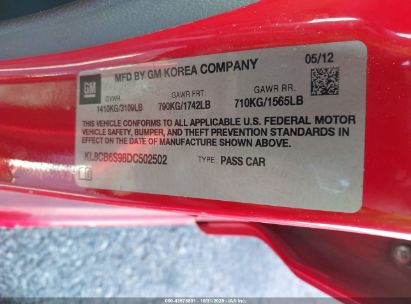 GM
MFD BY GM KOREA COMPANY
05/12
GVWR
GAWR FRT.
GAWR RR.
1410KG/3109LB
790KG/1742LB
710KG/1565LB
THIS VEHICLE CONFORMS TO ALL APPLICABLE U.S. FEDERAL MOTOR
VEHICLE SAFETY, BUMPER, AND THEFT PREVENTION STANDARDS
IN EFFECT ON THE DATE OF MANUFACTURE SHOWN ABOVE.
KL8CB6S98DC502502
TYPE: PASS CAR